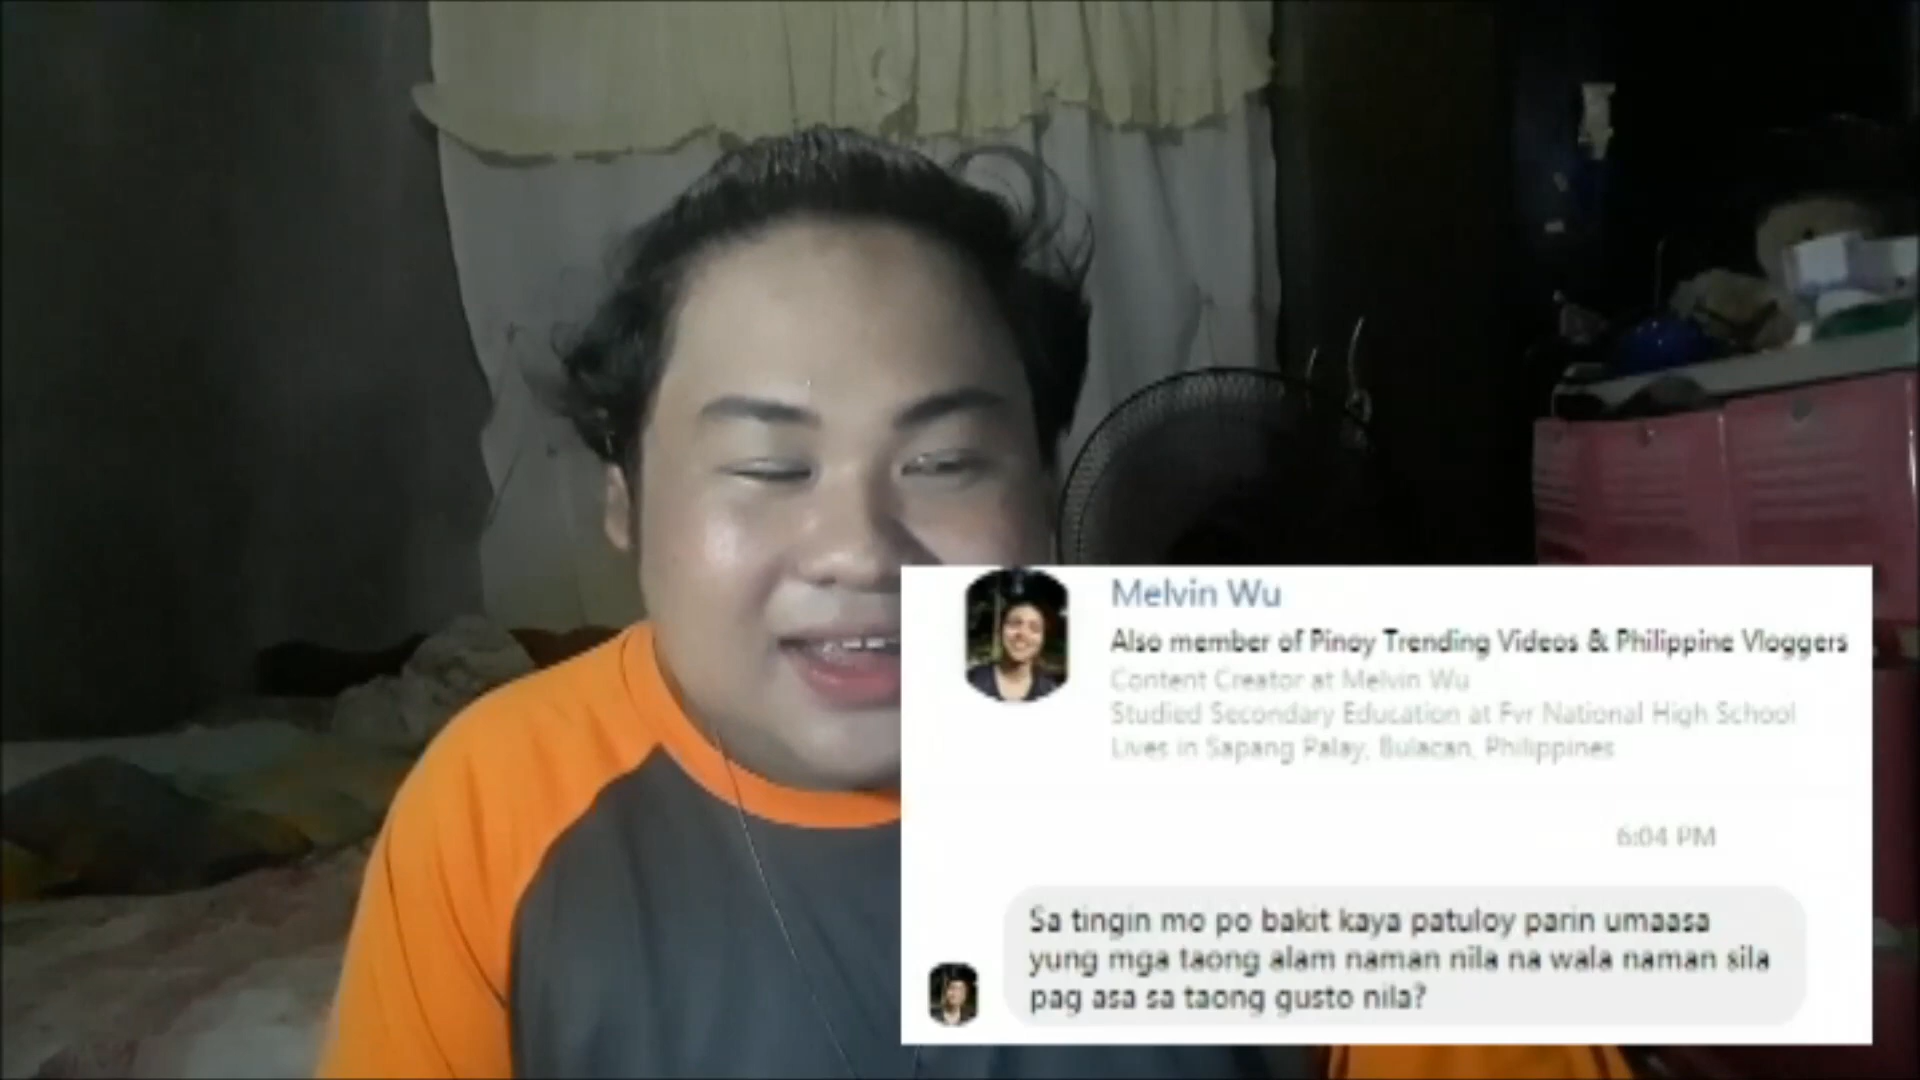 Melvin Wu
Also member of Pinoy Trending Videos & Philippine Vloggers
Content Creator at Melvin Wu
Studied Secondary Education at Fvr National High School
Lives in Sapang Palay, Bulacan, Philippines
6:04 PM
Sa tingin mo po bakit kaya patuloy parin umaasa
yung mga taong alam naman nila na wala naman sila
pag asa sa taong gusto nila?